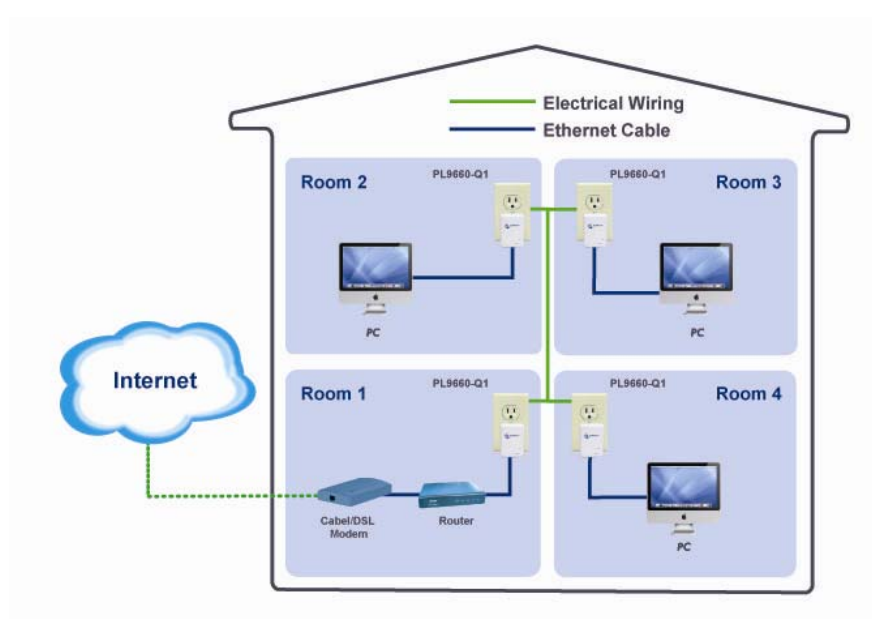 Electrical Wiring
Ethernet Cable
Room 2
PL9660-Q1
PL9660-Q1
Room 3
PC
PC
Internet
Room 1
PL9660-Q1
PL9660-Q1
Room 4
Cabel/DSL
Modem
Router
PC